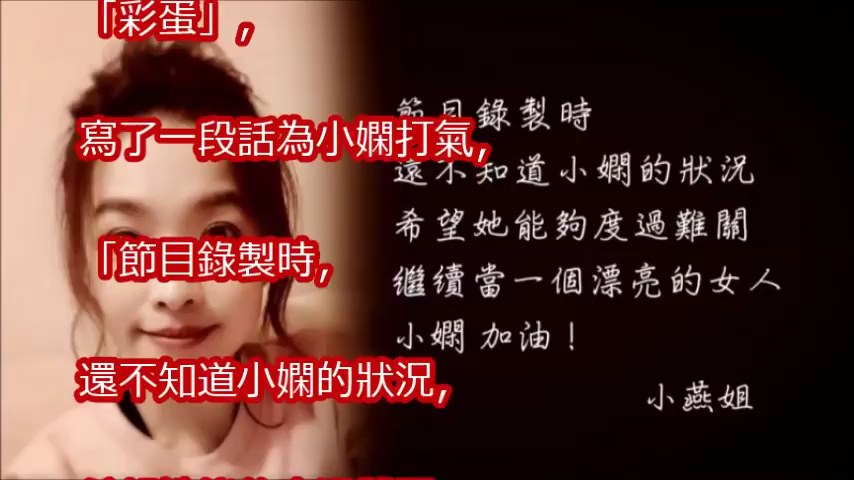 「彩蛋」,
寫了一段話為小嫻打氣,
「節目錄製時,
還不知道小嫻的狀況,
節目錄製時
還不知道小嫻的狀況
希望她能夠度過難關
繼續當一個漂亮的女人
小嫻 加油！
小燕姐